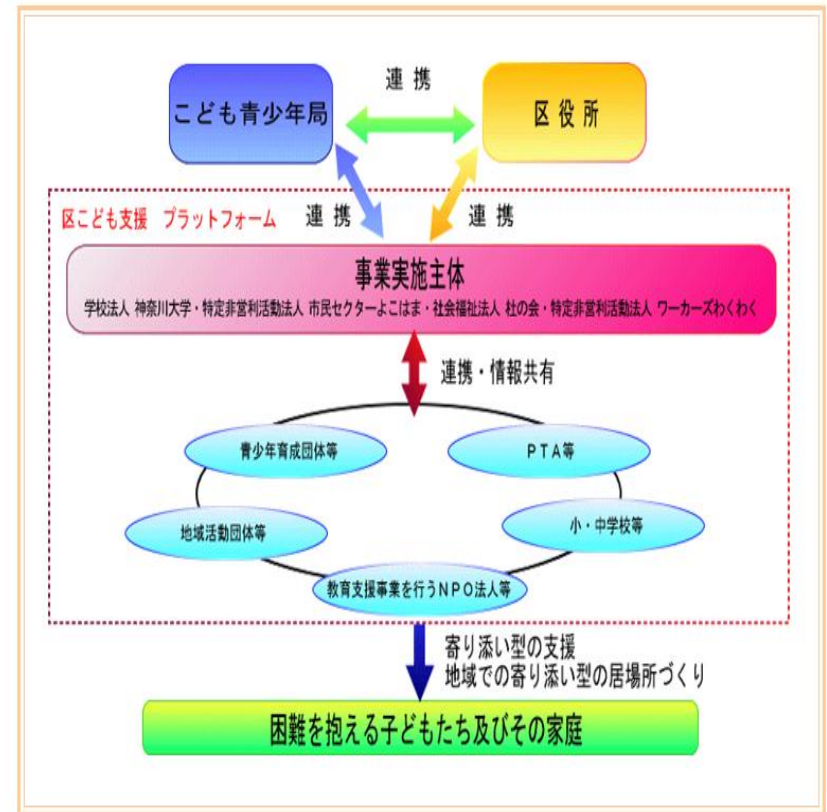 連 携
こども青少年局
区 役 所
区こども支援 プラットフォーム
連 携
連 携
事業実施主体
学校法人 神奈川大学・特定非営利活動法人 市民セクターよこはま・社会福祉法人 杜の会・特定非営利活動法人 ワーカーズわくわく
連携・情報共有
青少年育成団体等
PTA等
地域活動団体等
小・中学校等
教育支援事業を行うNPO法人等
寄り添い型の支援
地域での寄り添い型の居場所づくり
困難を抱える子どもたち及びその家庭